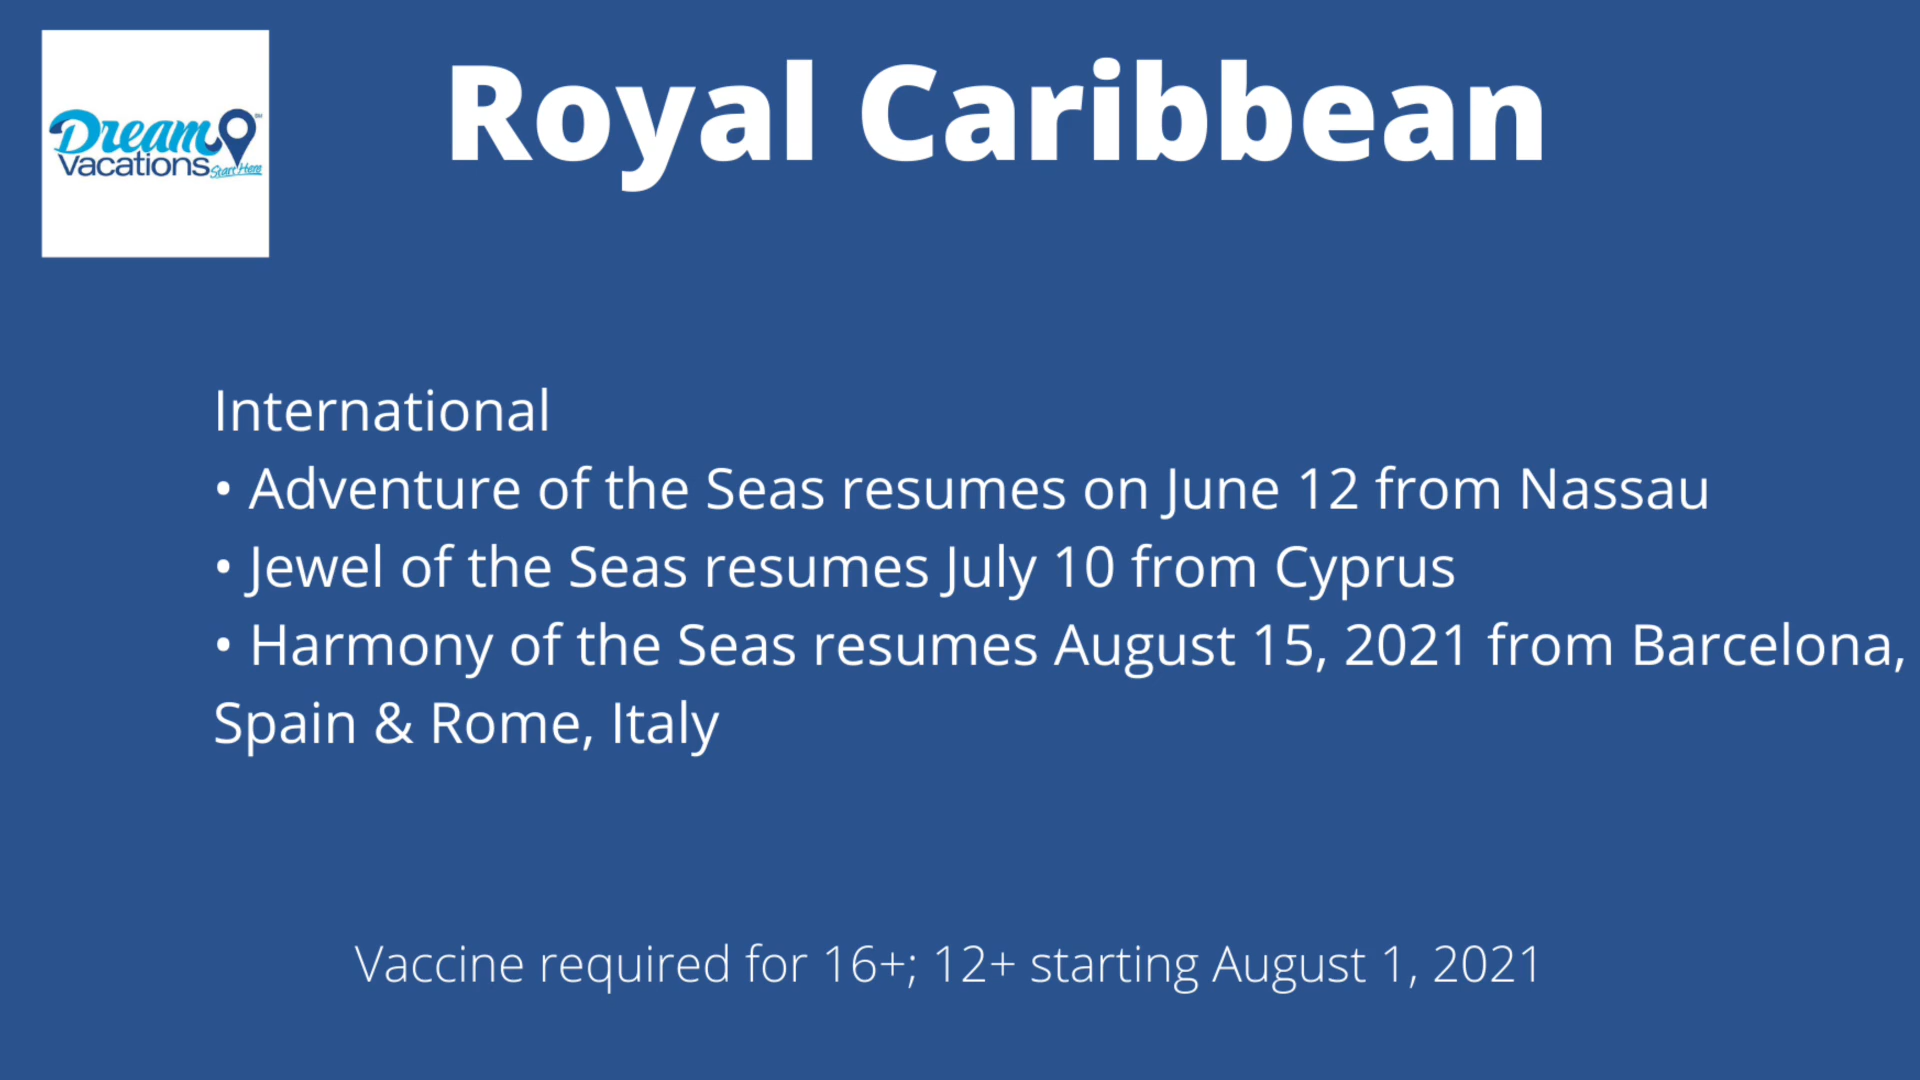 Dream
Vacations
Start Here
SM
Royal Caribbean
International
• Adventure of the Seas resumes on June 12 from Nassau
• Jewel of the Seas resumes July 10 from Cyprus
• Harmony of the Seas resumes August 15, 2021 from Barcelona,
Spain & Rome, Italy
Vaccine required for 16+; 12+ starting August 1, 2021